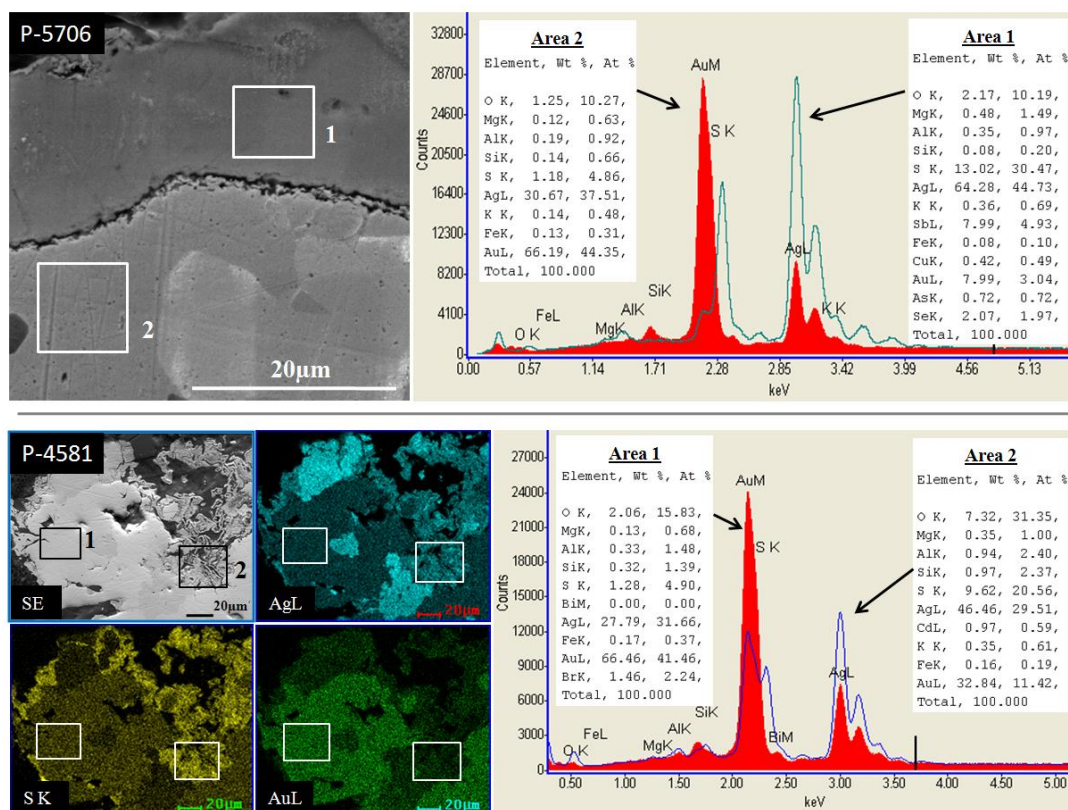 P-5706
1
2
20µm
Counts
32800
28700
24600
20500
16400
12300
8200
4100
0
Area 2
Element, Wt %, At %
O K, 1.25, 10.27,
MgK, 0.12, 0.63,
AlK, 0.19, 0.92,
SiK, 0.14, 0.66,
S K, 1.18, 4.86,
AgL, 30.67, 37.51,
K K, 0.14, 0.48,
FeK, 0.13, 0.31,
AuL, 66.19, 44.35,
Total, 100.000
AuM
S K
AgL
K K
SiK
AlK
MgK
FeL
O K
Area 1
Element, Wt %, At %
O K, 2.17, 10.19,
MgK, 0.48, 1.49,
AlK, 0.35, 0.97,
SiK, 0.08, 0.20,
S K, 13.02, 30.47,
AgL, 64.28, 44.73,
K K, 0.36, 0.69,
SbL, 7.99, 4.93,
FeK, 0.08, 0.10,
CuK, 0.42, 0.49,
AuL, 7.99, 3.04,
AsK, 0.72, 0.72,
SeK, 2.07, 1.97,
Total, 100.000
0.00 0.57 1.14 1.71 2.28 2.85 3.42 3.99 4.56 5.13
keV
P-4581
1
2
SE
20µm
AgL
20µm
S K
20µm
AuL
20µm
Counts
27000
24000
21000
18000
15000
12000
9000
6000
3000
0
Area 1
Element, Wt %, At %
O K, 2.06, 15.83,
MgK, 0.13, 0.68,
AlK, 0.33, 1.48,
SiK, 0.32, 1.39,
S K, 1.28, 4.90,
BiM, 0.00, 0.00,
AgL, 27.79, 31.66,
FeK, 0.17, 0.37,
AuL, 66.46, 41.46,
BrK, 1.46, 2.24,
Total, 100.000
AuM
S K
AgL
BiM
SiK
AlK
MgK
FeL
O K
Area 2
Element, Wt %, At %
O K, 7.32, 31.35,
MgK, 0.35, 1.00,
AlK, 0.94, 2.40,
SiK, 0.97, 2.37,
S K, 9.62, 20.56,
AgL, 46.46, 29.51,
CdL, 0.97, 0.59,
K K, 0.35, 0.61,
FeK, 0.16, 0.19,
AuL, 32.84, 11.42,
Total, 100.000
0.50 1.00 1.50 2.00 2.50 3.00 3.50 4.00 4.50 5.0
keV